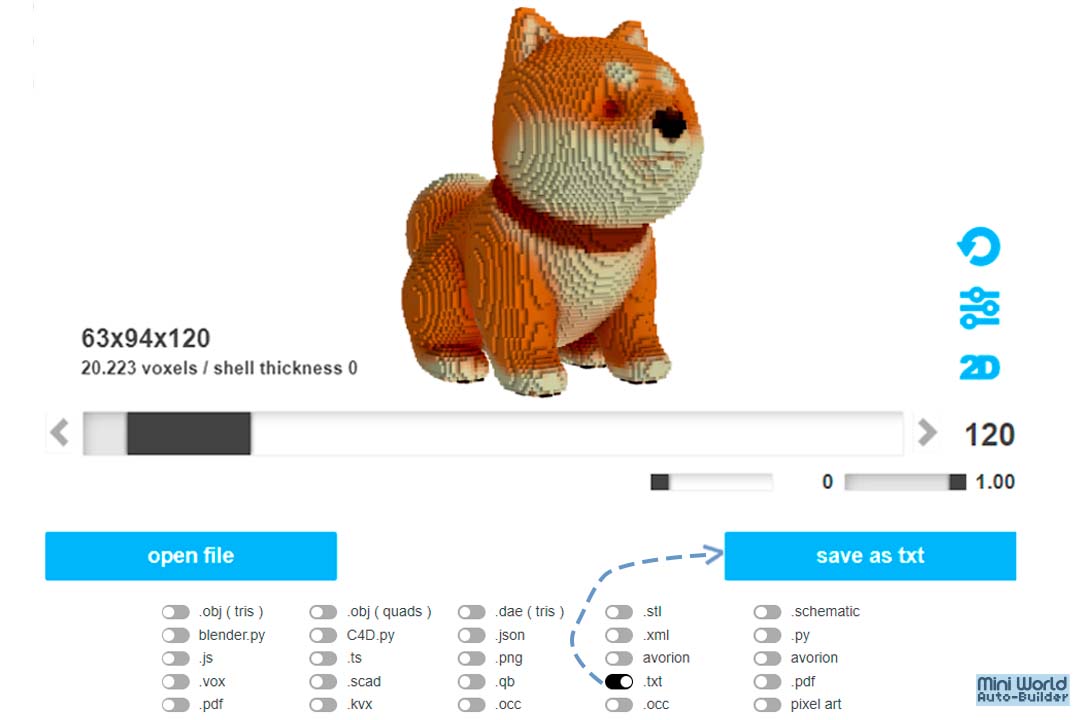 63x94x120
20.223 voxels / shell thickness 0
2D
120
0 1.00
open file save as txt
.obj ( tris ) .obj ( quads ) .dae ( tris ) .stl .schematic
blender.py C4D.py .json .xml .py
.js .ts .png avorion avorion
.vox .scad .qb .txt .pdf
.pdf .kvx .occ .occ pixel art
Mini World
Auto-Builder